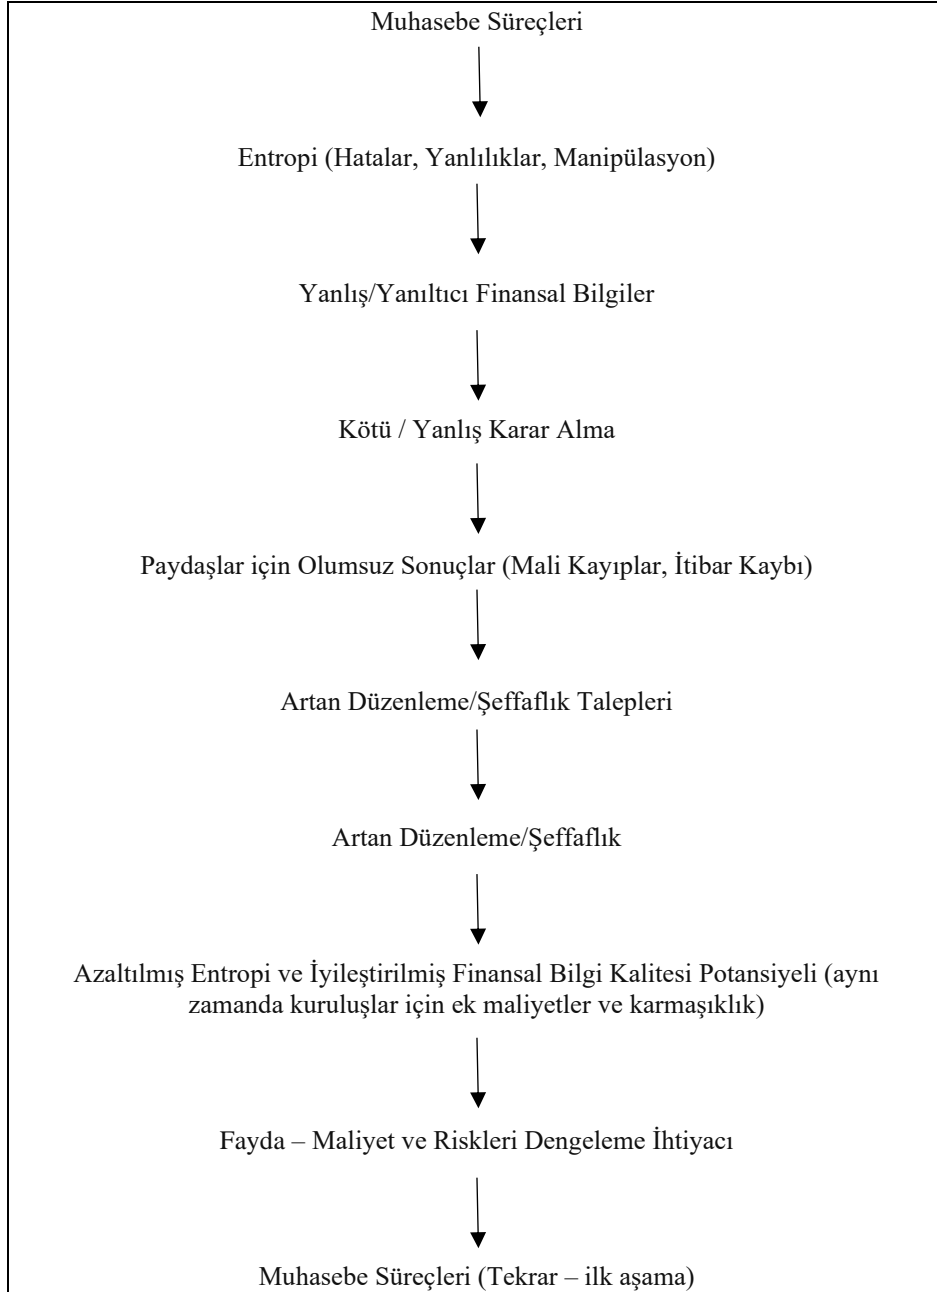 Muhasebe Süreçleri
Entropi (Hatalar, Yanlılıklar, Manipülasyon)
Yanlış/Yanıltıcı Finansal Bilgiler
Kötü / Yanlış Karar Alma
Paydaşlar için Olumsuz Sonuçlar (Mali Kayıplar, İtibar Kaybı)
Artan Düzenleme/Şeffaflık Talepleri
Artan Düzenleme/Şeffaflık
Azaltılmış Entropi ve İyileştirilmiş Finansal Bilgi Kalitesi Potansiyeli (aynı
zamanda kuruluşlar için ek maliyetler ve karmaşıklık)
Fayda – Maliyet ve Riskleri Dengeleme İhtiyacı
Muhasebe Süreçleri (Tekrar – ilk aşama)